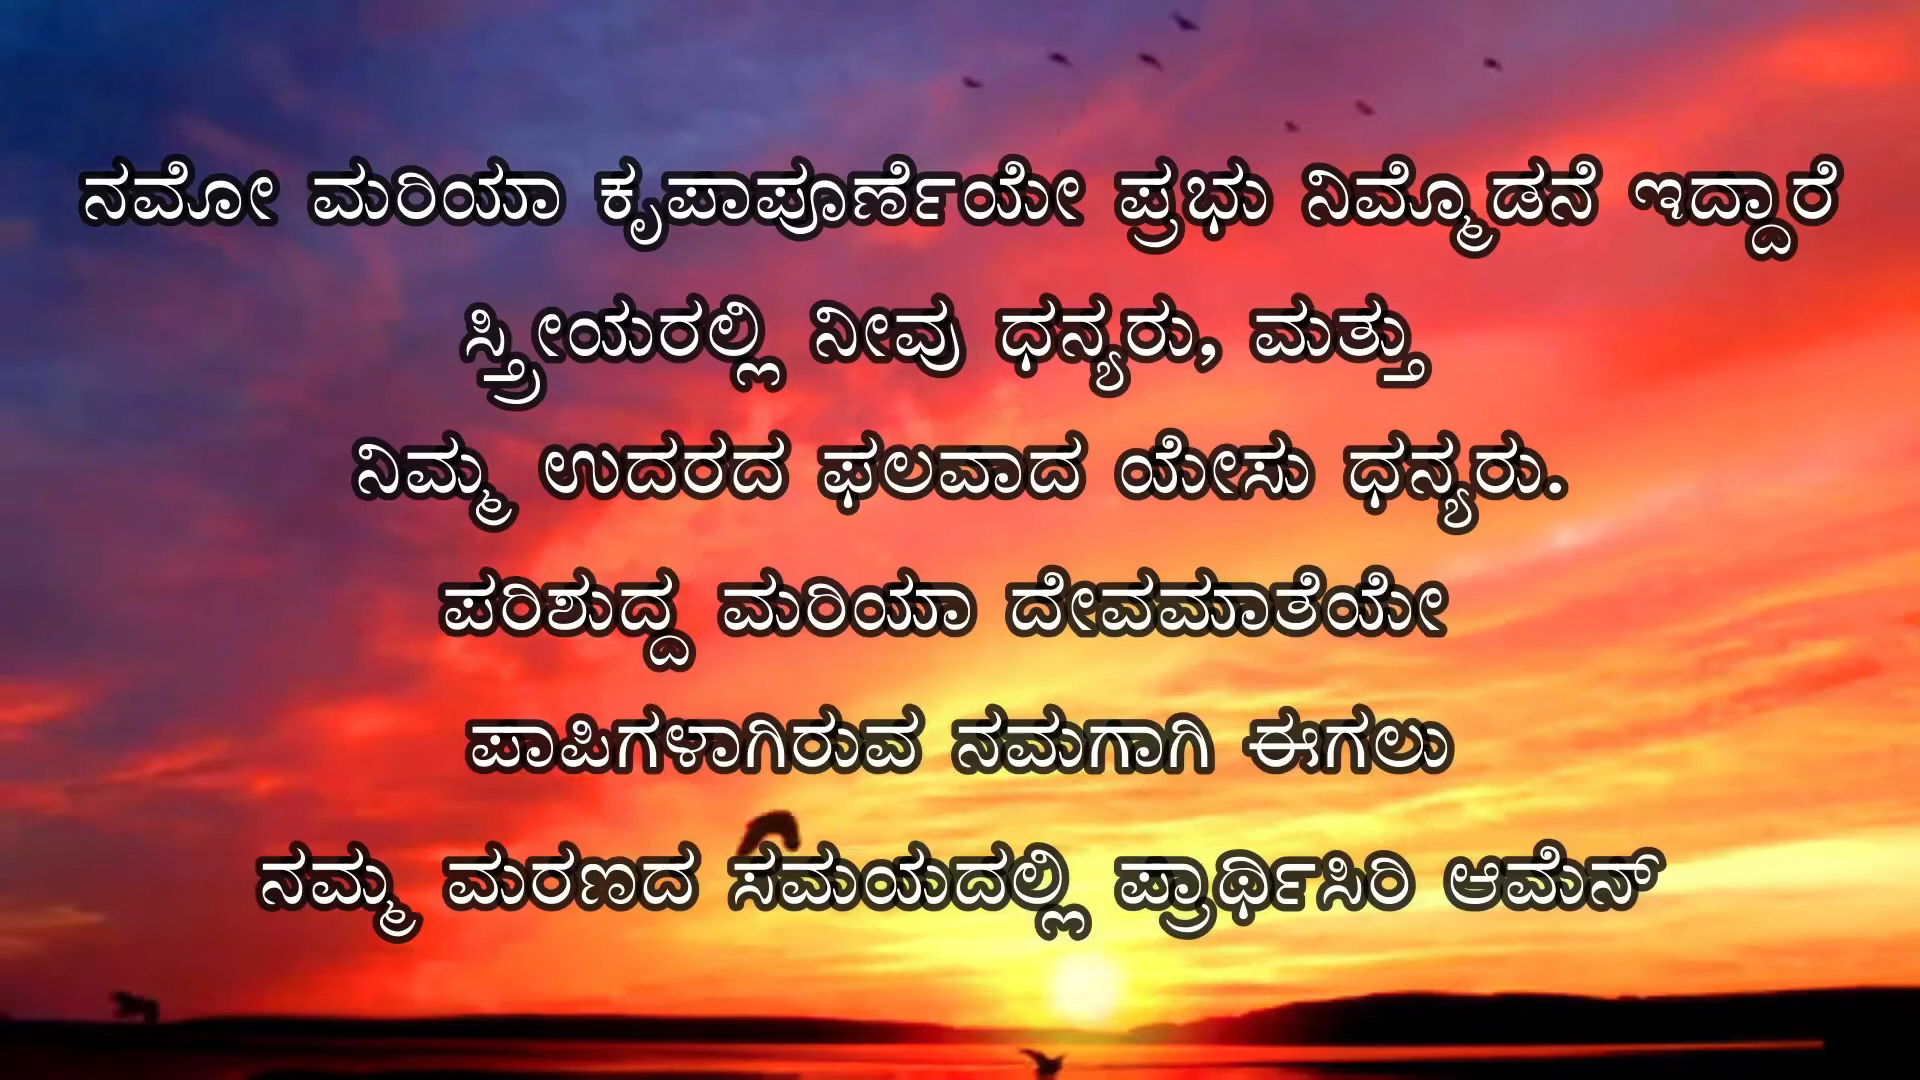 ನಮೋ ಮರಿಯಾ ಕೃಪಾಪೂರ್ಣೆಯೇ ಪ್ರಭು ನಿಮ್ಮೊಡನೆ ಇದ್ದಾರೆ
ಸ್ತ್ರೀಯರಲ್ಲಿ ನೀವು ಧನ್ಯರು, ಮತ್ತು
ನಿಮ್ಮ ಉದರದ ಫಲವಾದ ಯೇಸು ಧನ್ಯರು.
ಪರಿಶುದ್ದ ಮರಿಯಾ ದೇವಮಾತೆಯೇ
ಪಾಪಿಗಳಾಗಿರುವ ನಮಗಾಗಿ ಈಗಲು
ನಮ್ಮ ಮರಣದ ಸಮಯದಲ್ಲಿ ಪ್ರಾರ್ಥಿಸಿರಿ ಆಮೆನ್